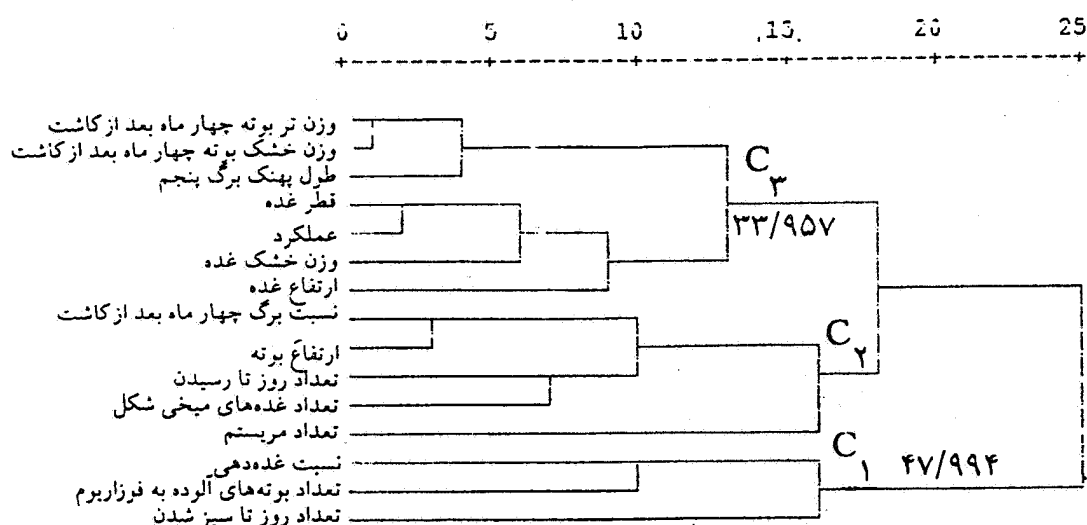 0 5 10 15 20 25
وزن تر بوته چهار ماه بعد از کاشت
وزن خشک بوته چهار ماه بعد از کاشت
طول پهنک برگ پنجم
C۳
قطر غده
۳۳/۹۵۷
عملکرد
وزن خشک غده
ارتفاع غده
نسبت برگ چهار ماه بعد از کاشت
C۲
ارتفاع بوته
تعداد روز تا رسیدن
تعداد غده‌های میخی شکل
تعداد مریستم
C۱ ۴۷/۹۹۴
نسبت غده‌دهی
تعداد بوته‌های آلوده به فوزاریوم
تعداد روز تا سبز شدن